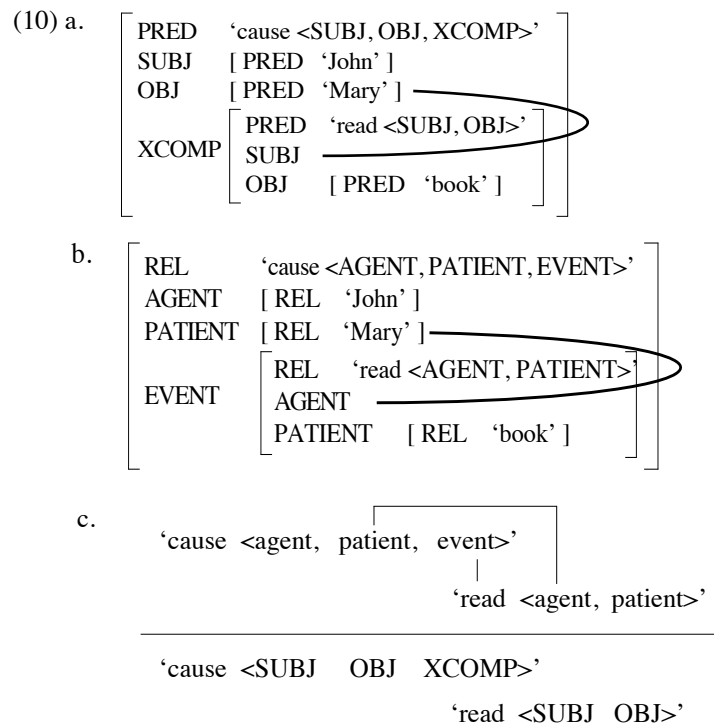 (10) a.
PRED ‘cause <SUBJ, OBJ, XCOMP>’
SUBJ [ PRED ‘John’ ]
OBJ [ PRED ‘Mary’ ]
PRED ‘read <SUBJ, OBJ>’
XCOMP SUBJ
OBJ [ PRED ‘book’ ]
b.
REL ‘cause <AGENT, PATIENT, EVENT>’
AGENT [ REL ‘John’ ]
PATIENT [ REL ‘Mary’ ]
REL ‘read <AGENT, PATIENT>’
EVENT AGENT
PATIENT [ REL ‘book’ ]
c.
‘cause <agent, patient, event>’
‘read <agent, patient>’
‘cause <SUBJ OBJ XCOMP>’
‘read <SUBJ OBJ>’